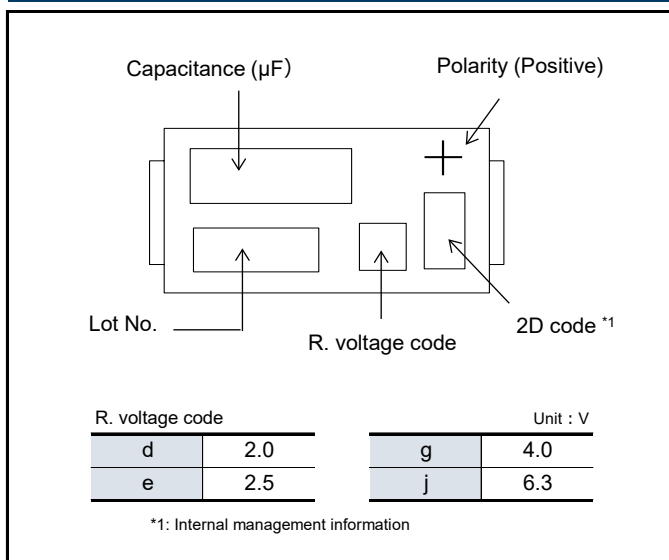 Capacitance (μF） Polarity (Positive)
Lot No.
R. voltage code
2D code *1
R. voltage code
Unit：V
d 2.0 g 4.0
e 2.5 j 6.3
*1: Internal management information